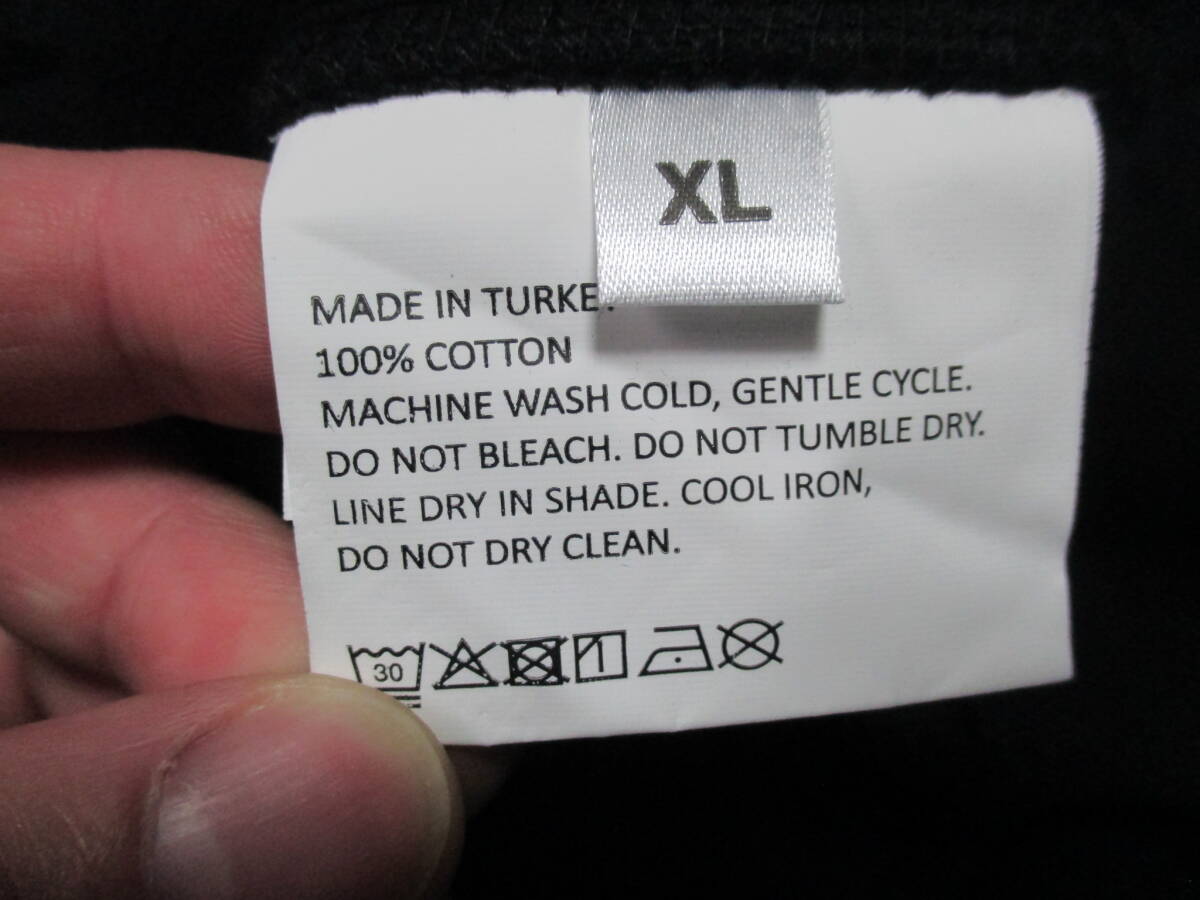 XL
MADE IN TURKE
100% COTTON
MACHINE WASH COLD, GENTLE CYCLE.
DO NOT BLEACH. DO NOT TUMBLE DRY.
LINE DRY IN SHADE. COOL IRON,
DO NOT DRY CLEAN.
30